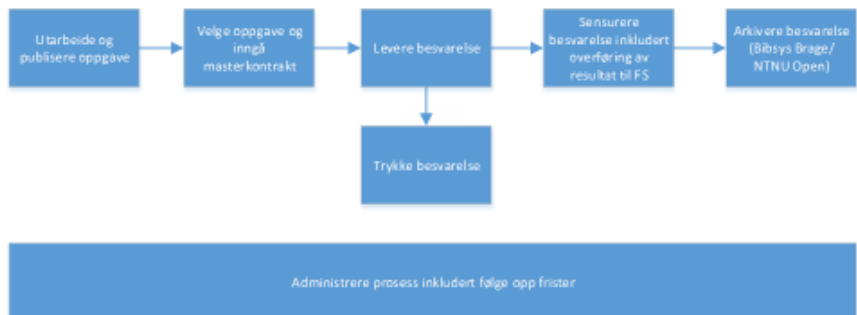 Utarbeide og
publisere oppgave
Velge oppgave og
inngå
masterkontrakt
Levere besvarelse
Sensurere
besvarelse inkludert
overføring av
resultat til FS
Arkivere besvarelse
(Bibsys Brage/
NTNU Open)
Trykke besvarelse
Administrere prosess inkludert følge opp frister